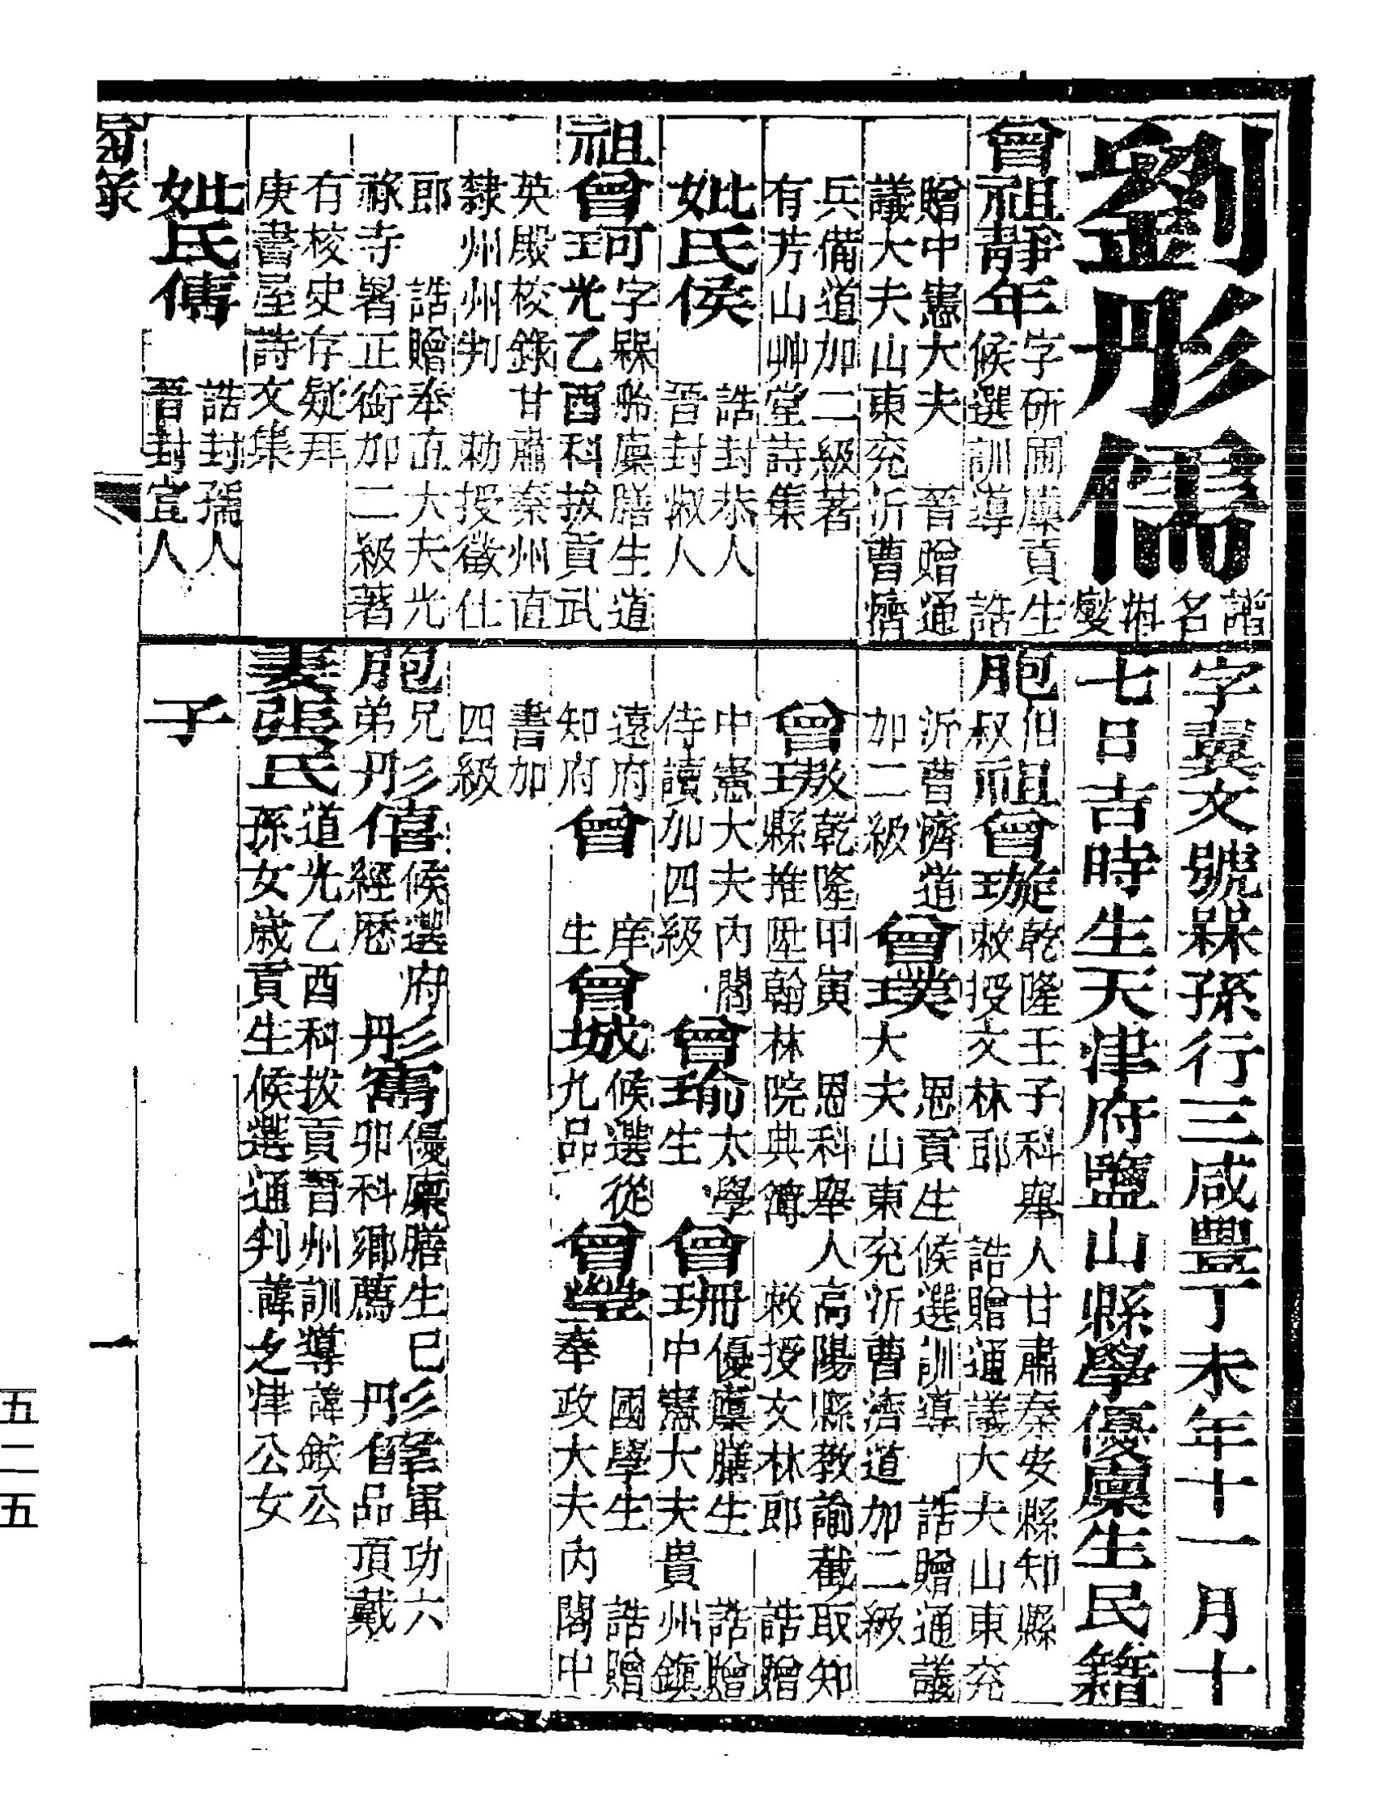 劉彤儒
譜名
燮
字翼文號槑孫行三咸豐丁未年十一月十
七日吉時生天津府鹽山縣學優廩生民籍
曾祖靜年
字研圃廩貢生
候選訓導 誥
贈中憲大夫 晉贈通
議大夫山東兗沂曹濟
兵備道加二級著
有芳山艸堂詩集
妣氏侯
誥封恭人
晉封淑人
祖曾可
字槑舲廩膳生道
光乙酉科拔貢武
英殿校錄甘肅秦州直
隸州州判 勅授徵仕
郎 誥贈奉直大夫光
祿寺署正銜加二級著
有校史存疑拜
庚書屋詩文集
妣氏傅
誥封孺人
晉封宜人
胞伯叔祖
曾璇
乾隆壬子科舉人甘肅秦安縣知縣
敕授文林郎 誥贈通議大夫山東兗
沂曹濟道
加二級
曾璞
恩貢生候選訓導 誥贈通議
大夫山東兗沂曹濟道加二級
曾璈
乾隆甲寅 恩科舉人高陽縣教諭截取知
縣推陞翰林院典簿 敕授文林郎 誥贈
中憲大夫內閣
侍讀加四級
曾瑜
太學
生
曾珊
優廩膳生 誥贈
中憲大夫貴州鎮
遠府
知府
曾
庠
生
曾城
候選從
九品
曾瑩
國學生 誥贈
奉政大夫內閣中
書加
四級
胞兄弟
彤僖
候選府
經歷
彤寯
優廩膳生己
卯科鄉薦
彤
軍功六
品頂戴
妻張氏
道光乙酉科拔貢晉州訓導諱鉞公
孫女歲貢生候選通判諱之律公女
子
一
五二五